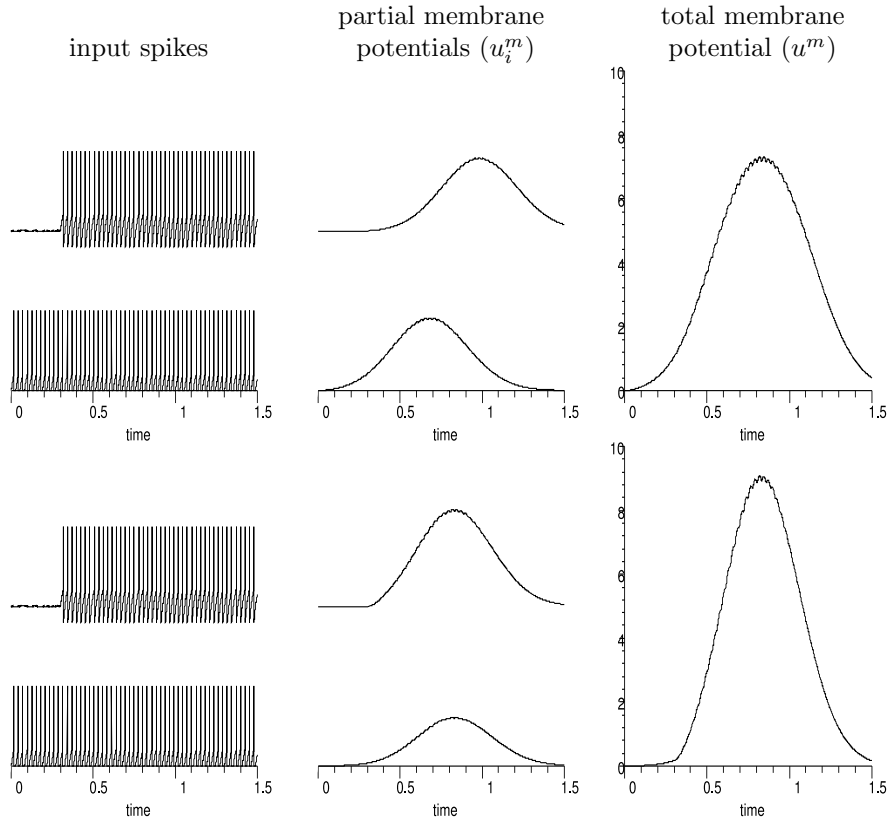 input spikes
partial membrane
potentials (u_i^m)
total membrane
potential (u^m)
10
8
6
4
2
0
0 0.5 1 1.5
time
0 0.5 1 1.5
time
0 0.5 1 1.5
time
10
8
6
4
2
0
0 0.5 1 1.5
time
0 0.5 1 1.5
time
0 0.5 1 1.5
time